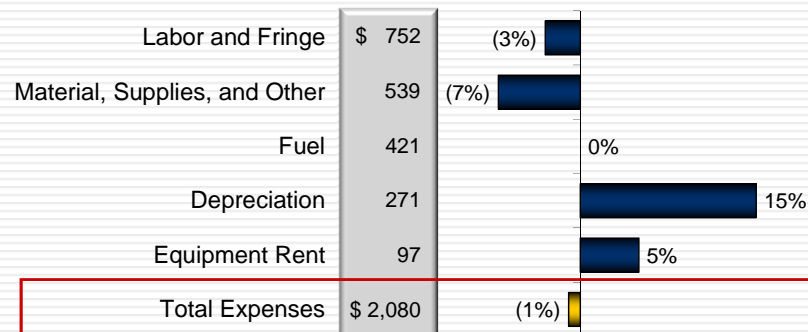 Labor and Fringe $ 752 (3%)
Material, Supplies, and Other 539 (7%)
Fuel 421 0%
Depreciation 271 15%
Equipment Rent 97 5%
Total Expenses $ 2,080 (1%)